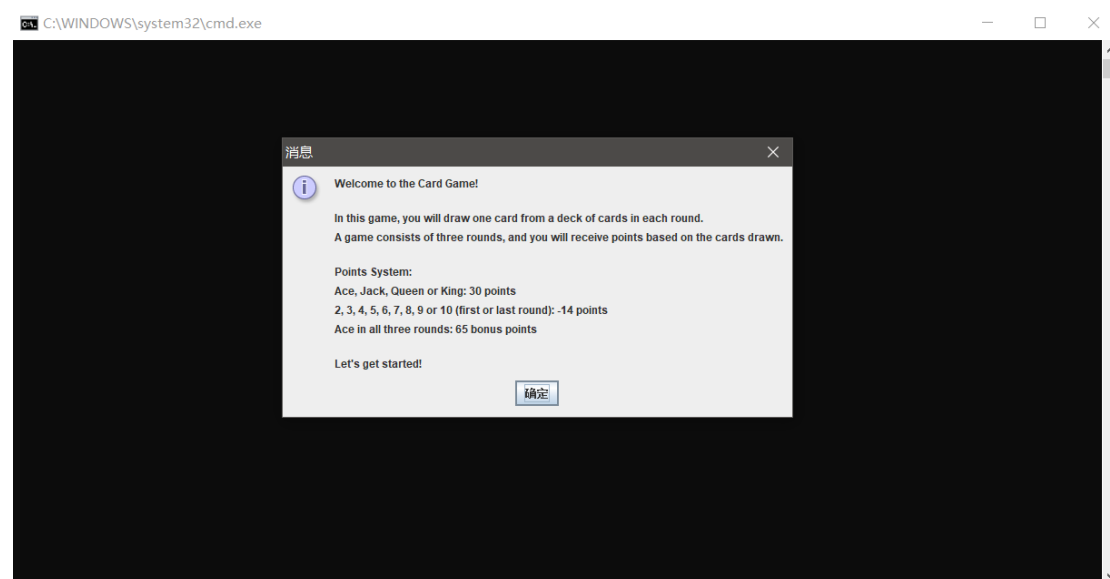 C:\WINDOWS\system32\cmd.exe
消息
Welcome to the Card Game!
In this game, you will draw one card from a deck of cards in each round.
A game consists of three rounds, and you will receive points based on the cards drawn.
Points System:
Ace, Jack, Queen or King: 30 points
2, 3, 4, 5, 6, 7, 8, 9 or 10 (first or last round): -14 points
Ace in all three rounds: 65 bonus points
Let's get started!
确定